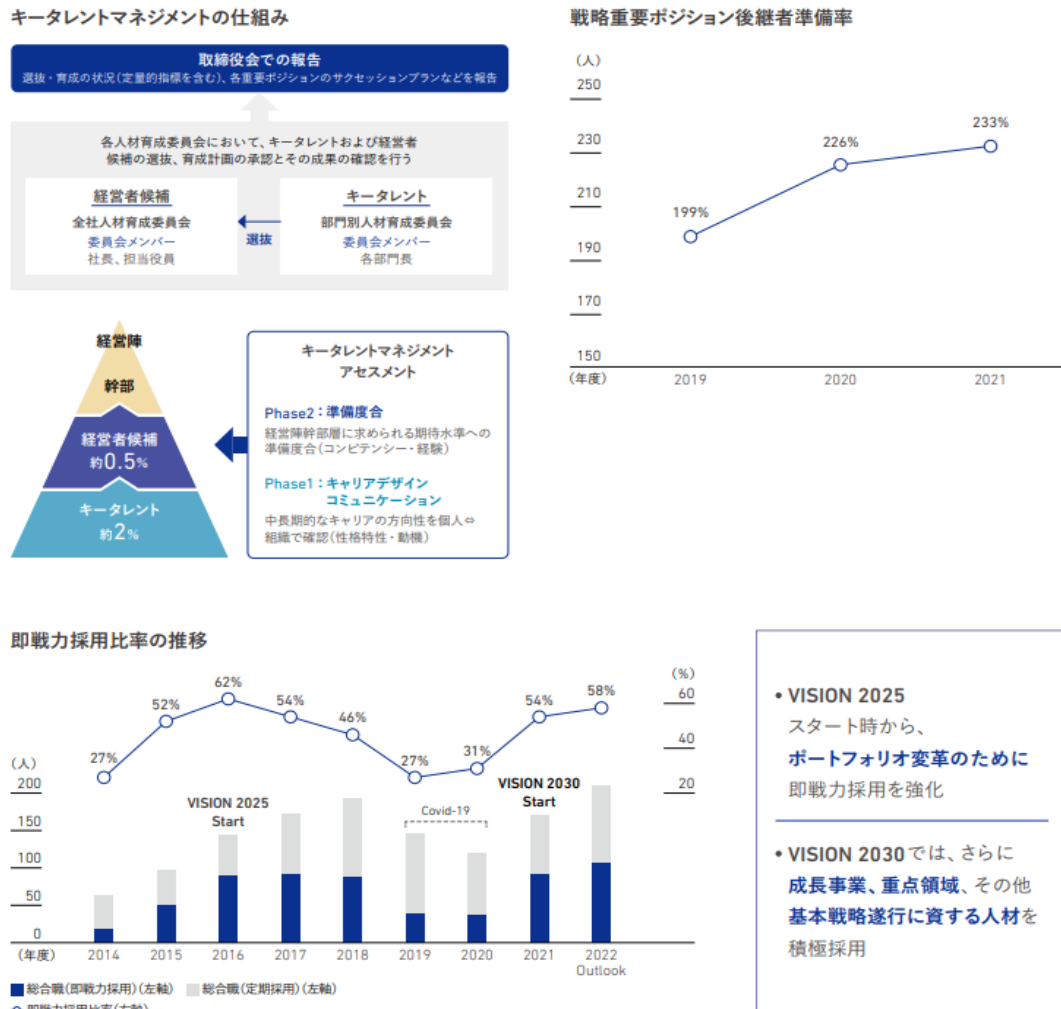 キータレントマネジメントの仕組み
取締役会での報告
選抜・育成の状況(定量的指標を含む)、各重要ポジションのサクセッションプランなどを報告
各人材育成委員会において、キータレントおよび経営者
候補の選抜、育成計画の承認とその成果の確認を行う
経営者候補
全社人材育成委員会
委員会メンバー
社長、担当役員
選抜
キータレント
部門別人材育成委員会
委員会メンバー
各部門長
経営陣
幹部
経営者候補
約0.5%
キータレント
約2%
キータレントマネジメント
アセスメント
Phase2:準備度合
経営陣幹部層に求められる期待水準への
準備度合(コンピテンシー・経験)
Phase1:キャリアデザイン
コミュニケーション
中長期的なキャリアの方向性を個人⇔
組織で確認(性格特性・動機)
戦略重要ポジション後継者準備率
(人)
250
230
210
190
170
150
199%
226%
233%
(年度)
2019
2020
2021
即戦力採用比率の推移
(人)
200
150
100
50
0
(%)
60
40
20
27%
52%
62%
54%
46%
27%
31%
54%
58%
VISION 2025
Start
Covid-19
VISION 2030
Start
(年度)
2014
2015
2016
2017
2018
2019
2020
2021
2022
Outlook
総合職(即戦力採用)(左軸)
総合職(定期採用)(左軸)
• VISION 2025
スタート時から、
ポートフォリオ変革のために
即戦力採用を強化
• VISION 2030では、さらに
成長事業、重点領域、その他
基本戦略遂行に資する人材を
積極採用